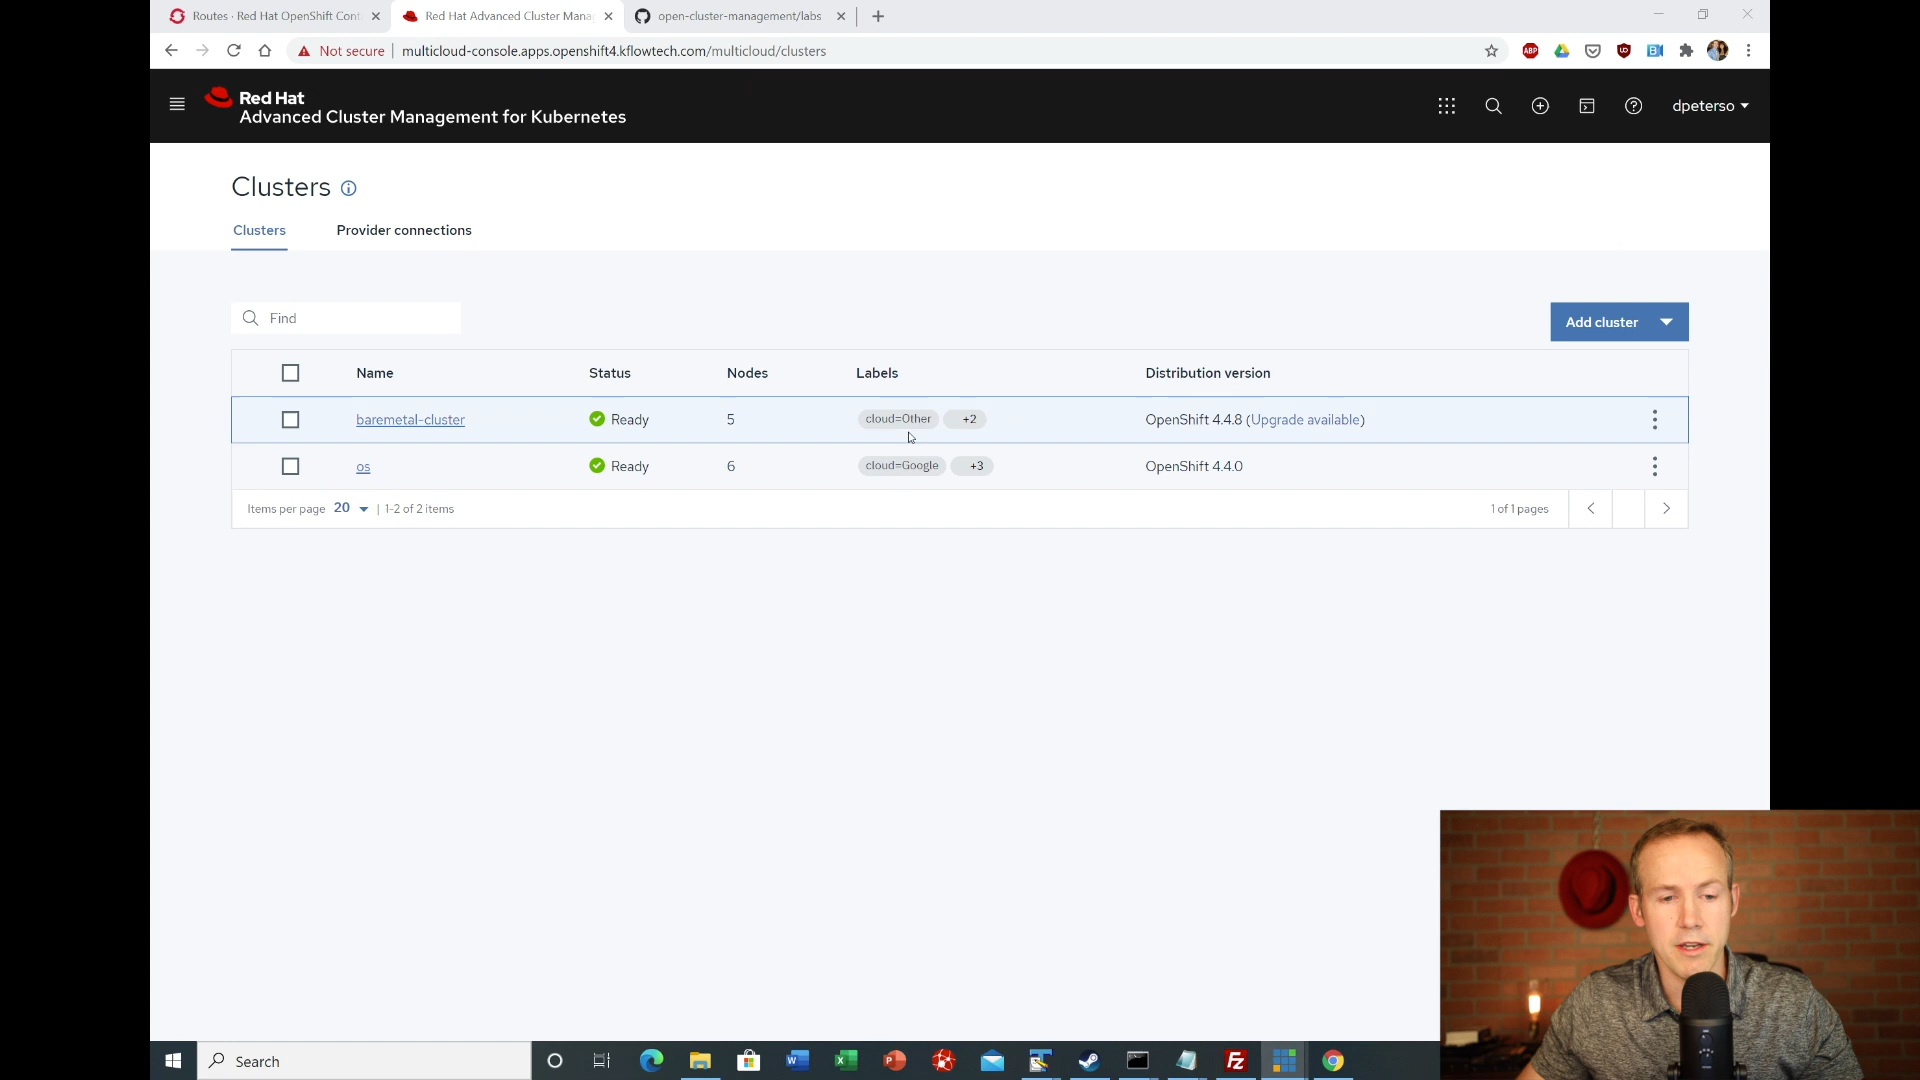 Routes · Red Hat OpenShift Cont
Red Hat Advanced Cluster Mana
open-cluster-management/labs
Not secure
multicloud-console.apps.openshift4.kflowtech.com/multicloud/clusters
ABP
Red Hat
Advanced Cluster Management for Kubernetes
dpeterso
Clusters
Clusters
Provider connections
Find
Add cluster
Name Status Nodes Labels Distribution version
baremetal-cluster Ready 5 cloud=Other +2 OpenShift 4.4.8 (Upgrade available)
os Ready 6 cloud=Google +3 OpenShift 4.4.0
Items per page 20 | 1-2 of 2 items 1 of 1 pages
Search